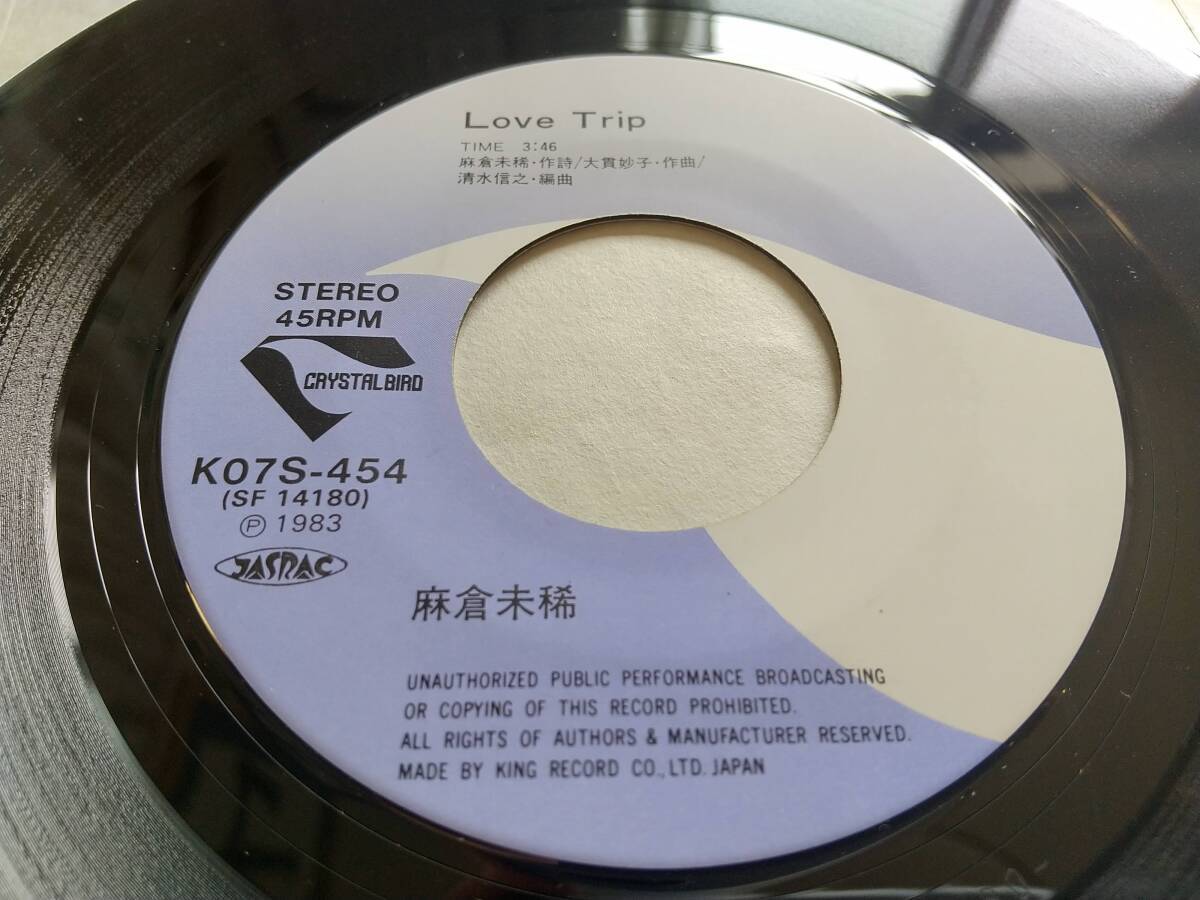 Love Trip
TIME 3:46
麻倉未稀・作詩/大貫妙子・作曲/
清水信之・編曲
STEREO
45RPM
CRYSTAL BIRD
K07S-454
(SF 14180)
Ⓟ 1983
JASRAC
麻倉未稀
UNAUTHORIZED PUBLIC PERFORMANCE BROADCASTING
OR COPYING OF THIS RECORD PROHIBITED.
ALL RIGHTS OF AUTHORS & MANUFACTURER RESERVED.
MADE BY KING RECORD CO., LTD. JAPAN